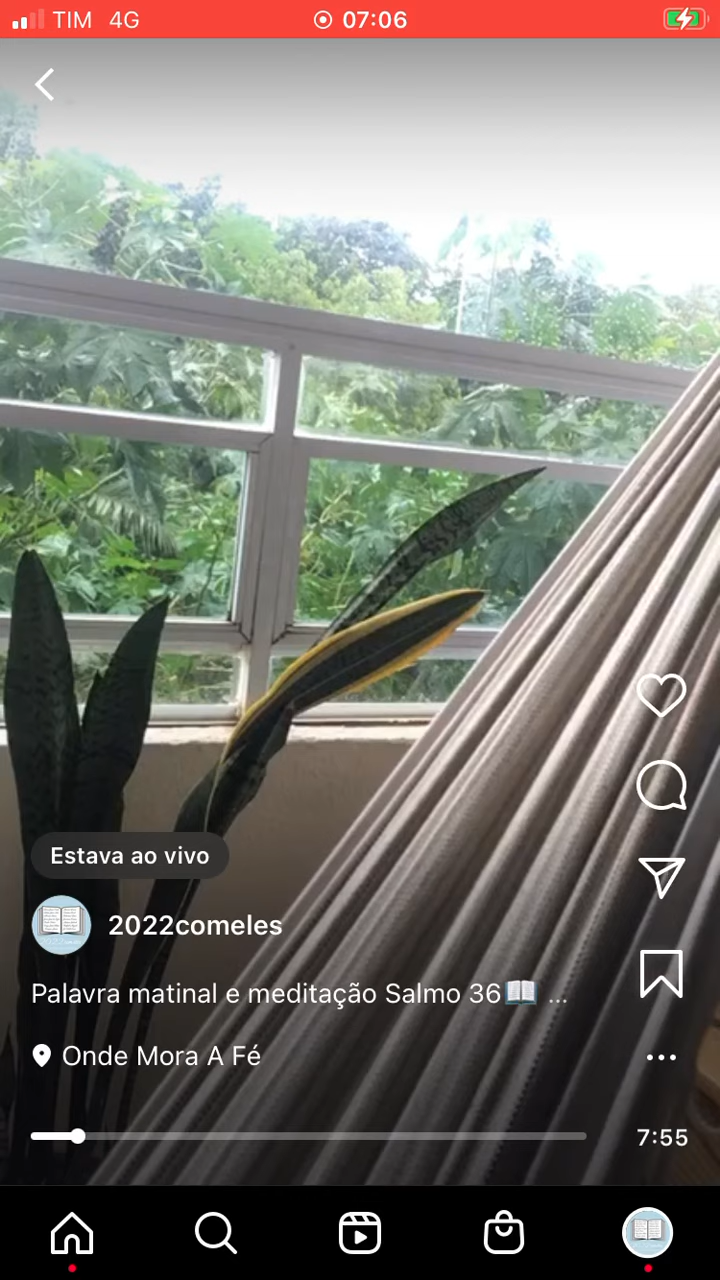 TIM 4G 07:06
Estava ao vivo
2022comeles
Palavra matinal e meditação Salmo 36📖 ...
Onde Mora A Fé
7:55